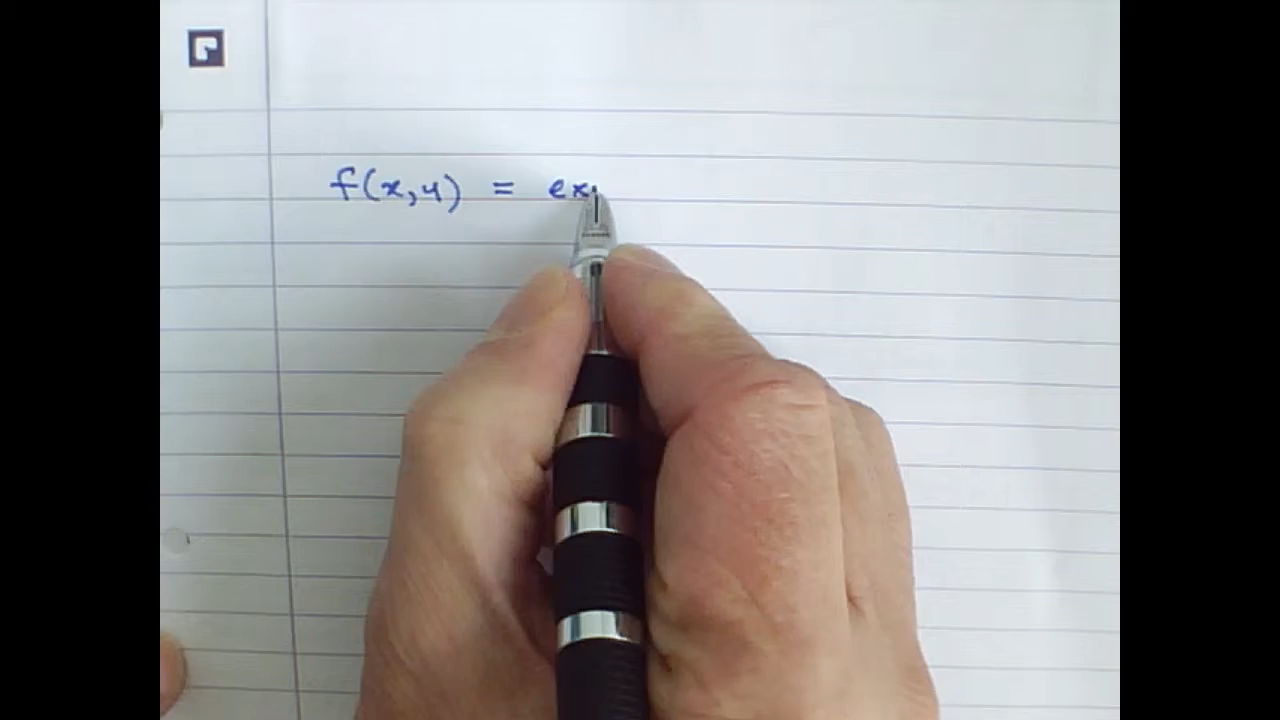 f(x,y) = ex